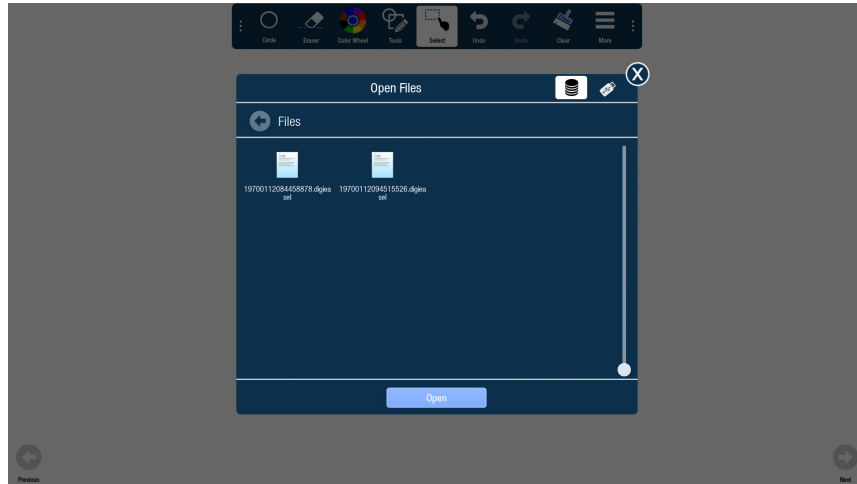 Circle
Eraser
Color Wheel
Tools
Select
Undo
Redo
Clear
More
Open Files
X
Files
19700112084458878.digiea
sel
19700112094515526.digiea
sel
Open
Previous
Next